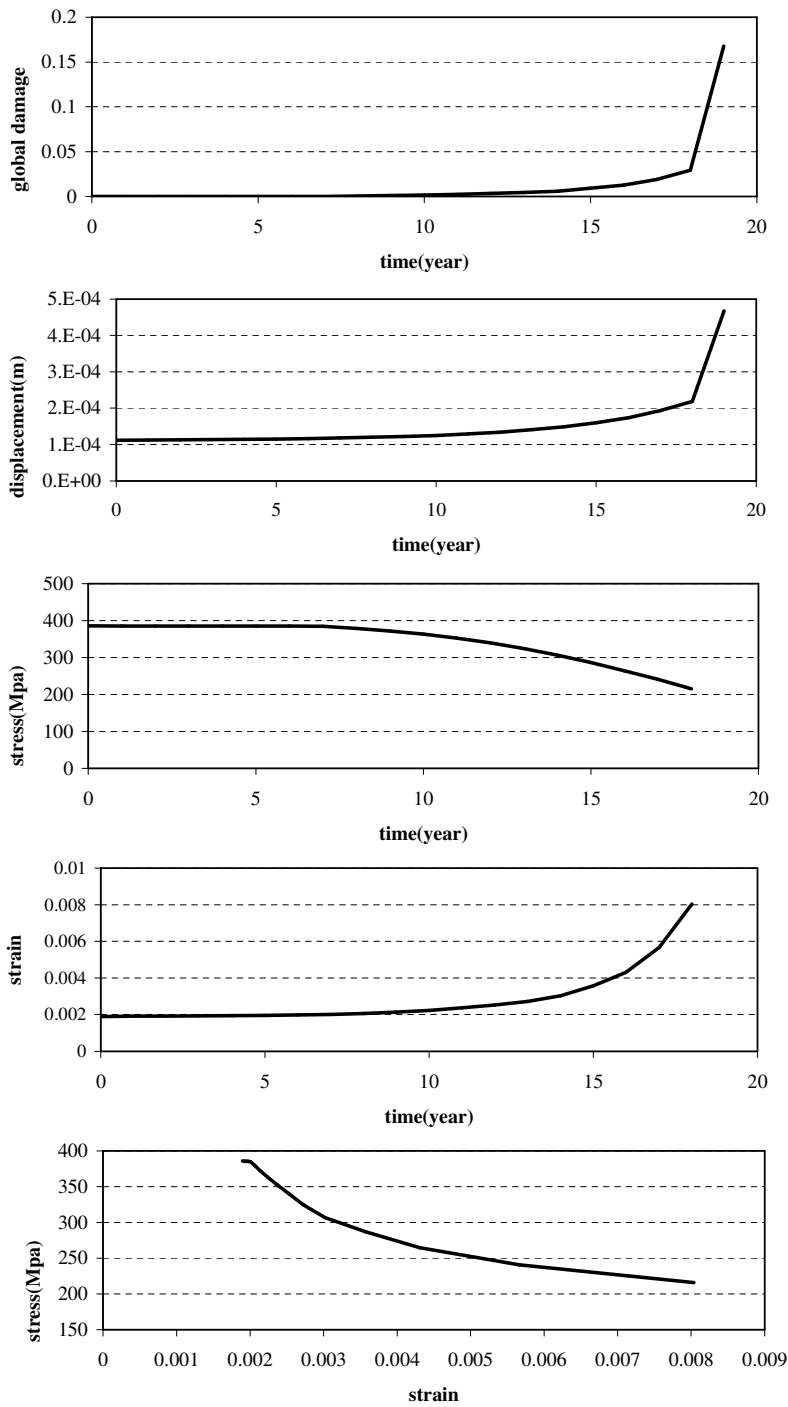 0.2
0.15
0.1
0.05
0
global damage
0 5 10 15 20
time(year)
5.E-04
4.E-04
3.E-04
2.E-04
1.E-04
0.E+00
displacement(m)
0 5 10 15 20
time(year)
500
400
300
200
100
0
stress(Mpa)
0 5 10 15 20
time(year)
0.01
0.008
0.006
0.004
0.002
0
strain
0 5 10 15 20
time(year)
400
350
300
250
200
150
stress(Mpa)
0 0.001 0.002 0.003 0.004 0.005 0.006 0.007 0.008 0.009
strain